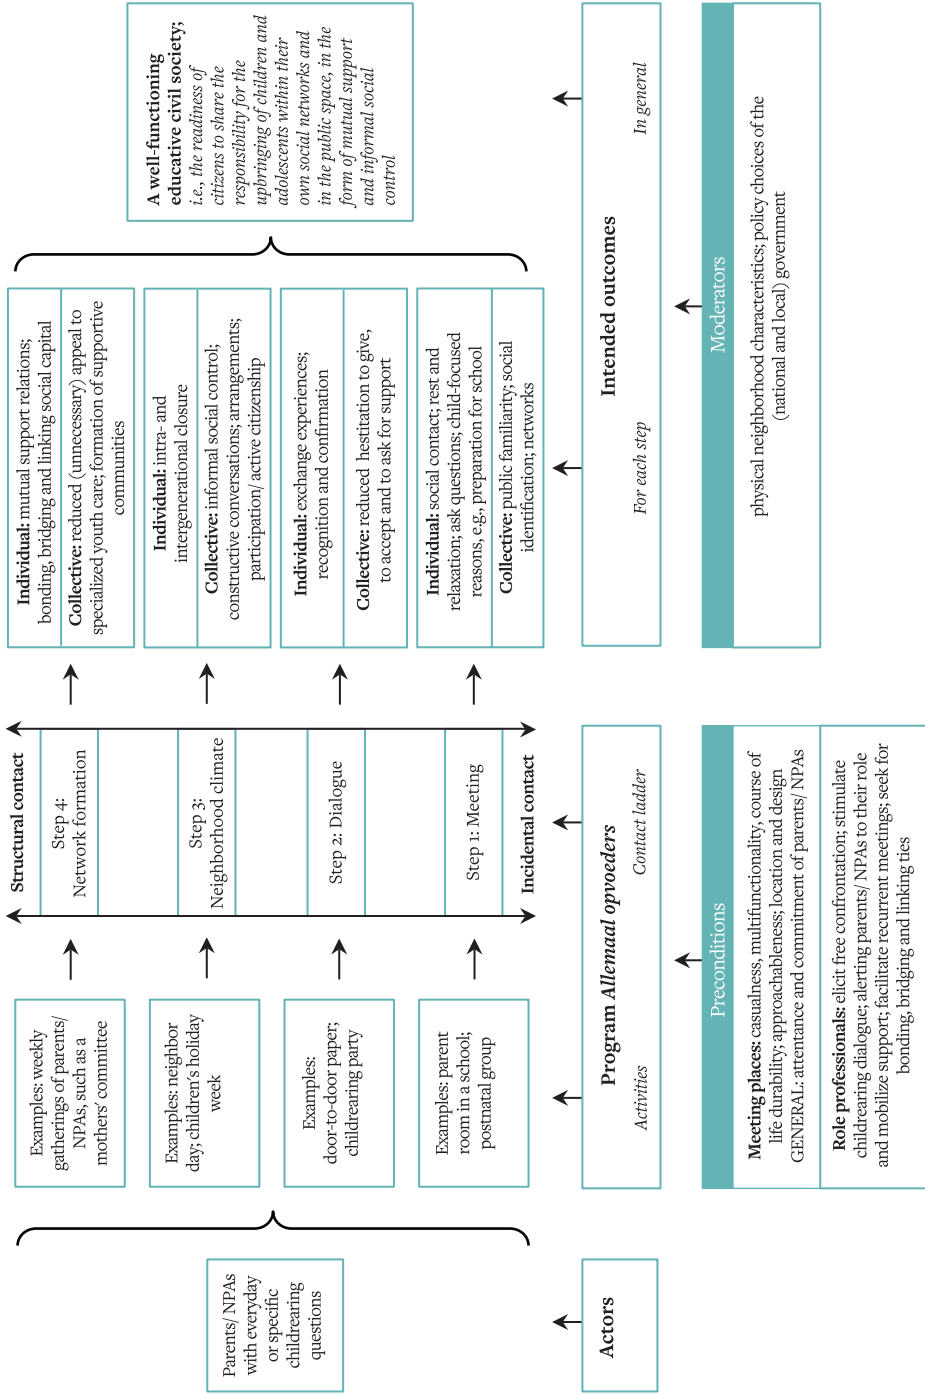 Parents/ NPAs
with everyday
or specific
childrearing
questions
Actors
Examples: weekly
gatherings of parents/
NPAs, such as a
mothers' committee
Examples: neighbor
day; children's holiday
week
Examples:
door-to-door paper;
childrearing party
Examples: parent
room in a school;
postnatal group
Structural contact
Step 4:
Network formation
Step 3:
Neighborhood climate
Step 2: Dialogue
Step 1: Meeting
Incidental contact
Program Allemaal opvoeders
Activities
Contact ladder
Preconditions
Meeting places: casualness, multifunctionality, course of
life durability; approachableness; location and design
GENERAL: attentance and commitment of parents/ NPAs
Role professionals: elicit free confrontation; stimulate
childrearing dialogue; alerting parents/ NPAs to their role
and mobilize support; facilitate recurrent meetings; seek for
bonding, bridging and linking ties
Individual: mutual support relations;
bonding, bridging and linking social capital
Collective: reduced (unnecessary) appeal to
specialized youth care; formation of supportive
communities
Individual: intra- and
intergenerational closure
Collective: informal social control;
constructive conversations; arrangements;
participation/ active citizenship
Individual: exchange experiences;
recognition and confirmation
Collective: reduced hestitation to give,
to accept and to ask for support
Individual: social contact; rest and
relaxation; ask questions; child-focused
reasons, e.g., preparation for school
Collective: public familiarity; social
identification; networks
A well-functioning
educative civil society;
i.e., the readiness of
citizens to share the
responsibility for the
upbringing of children and
adolescents within their
own social networks and
in the public space, in the
form of mutual support
and informal social
control
Intended outcomes
For each step
In general
Moderators
physical neighborhood characteristics; policy choices of the
(national and local) government